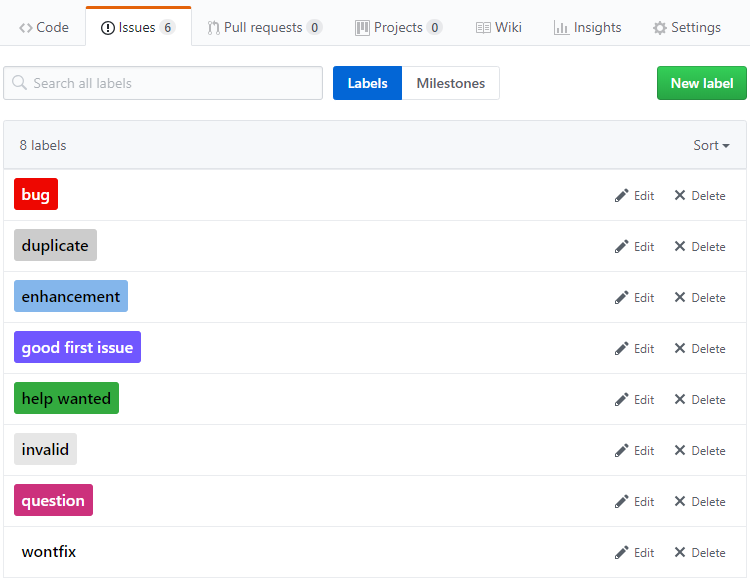 Code Issues 6 Pull requests 0 Projects 0 Wiki Insights Settings
Search all labels Labels Milestones New label
8 labels Sort
bug Edit Delete
duplicate Edit Delete
enhancement Edit Delete
good first issue Edit Delete
help wanted Edit Delete
invalid Edit Delete
question Edit Delete
wontfix Edit Delete